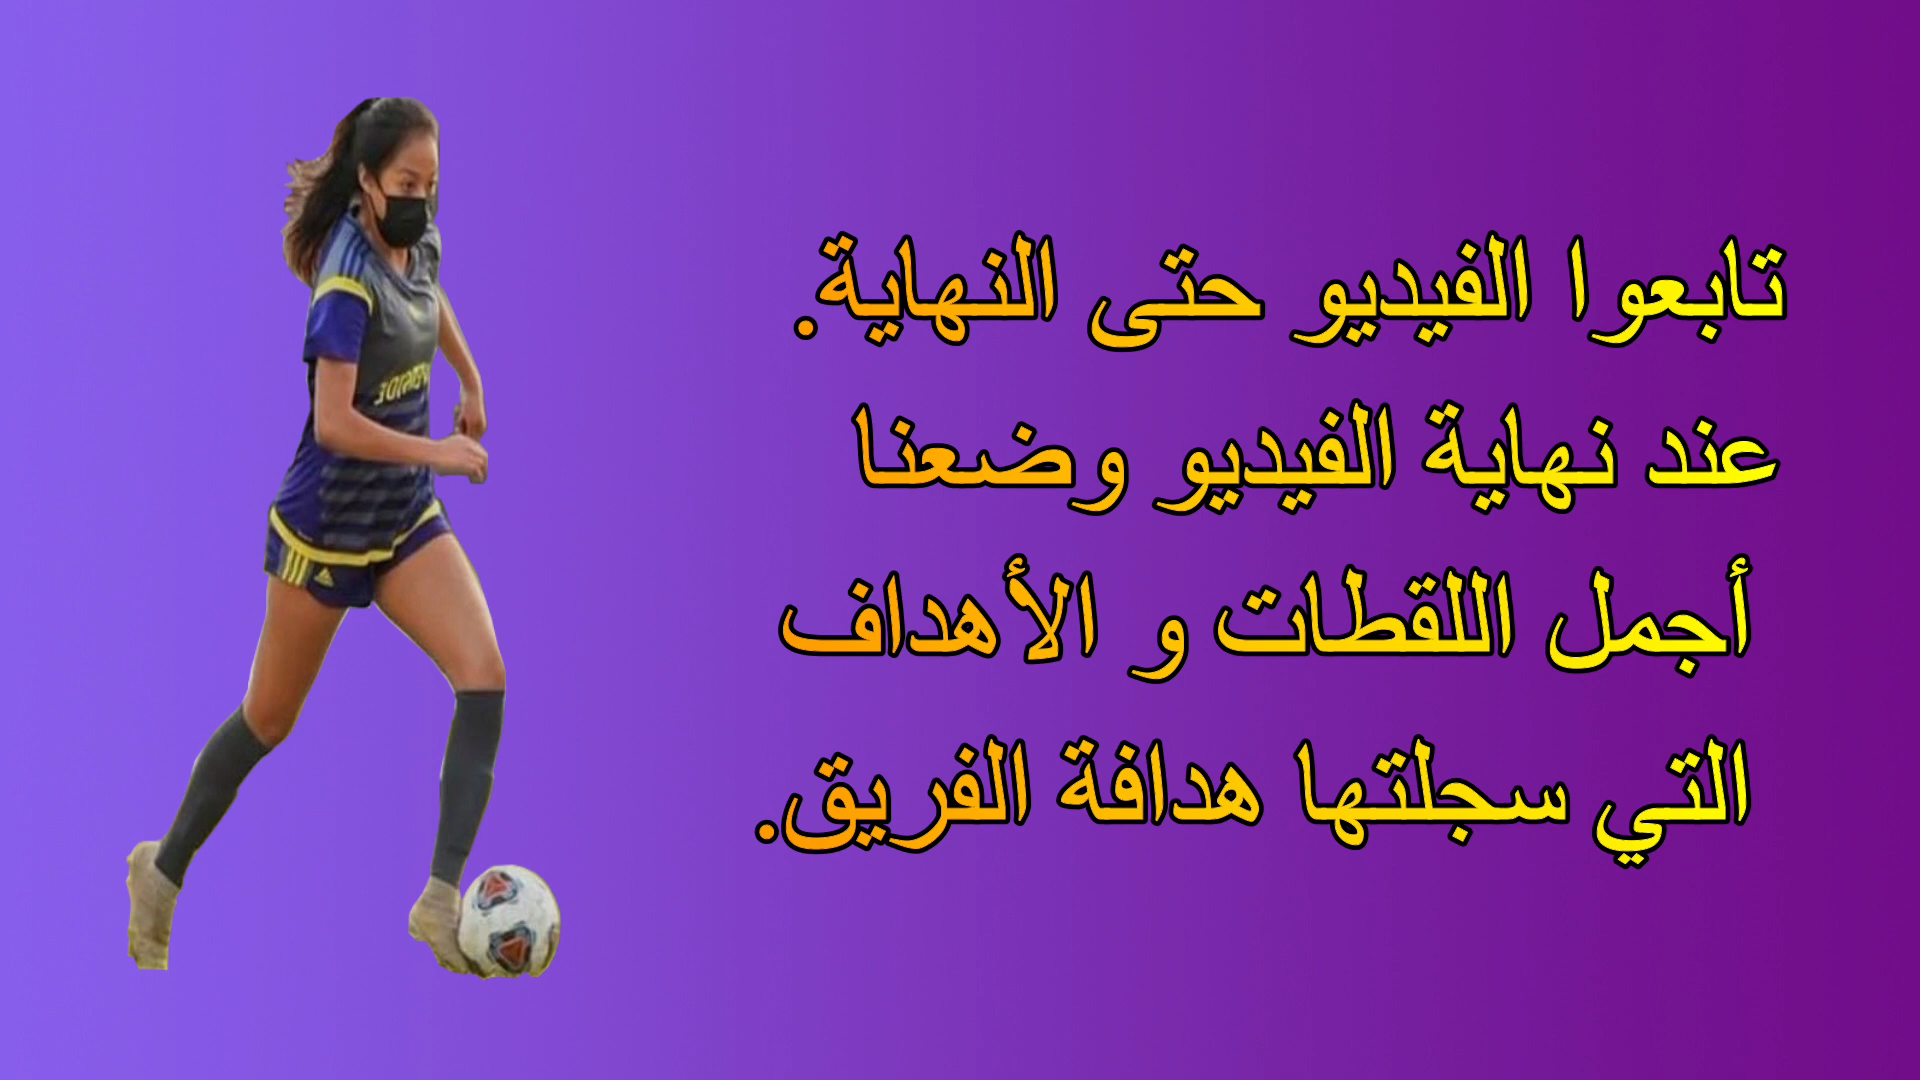 تابعوا الفيديو حتى النهاية.
عند نهاية الفيديو وضعنا
أجمل اللقطات و الأهداف
التي سجلتها هدافة الفريق.